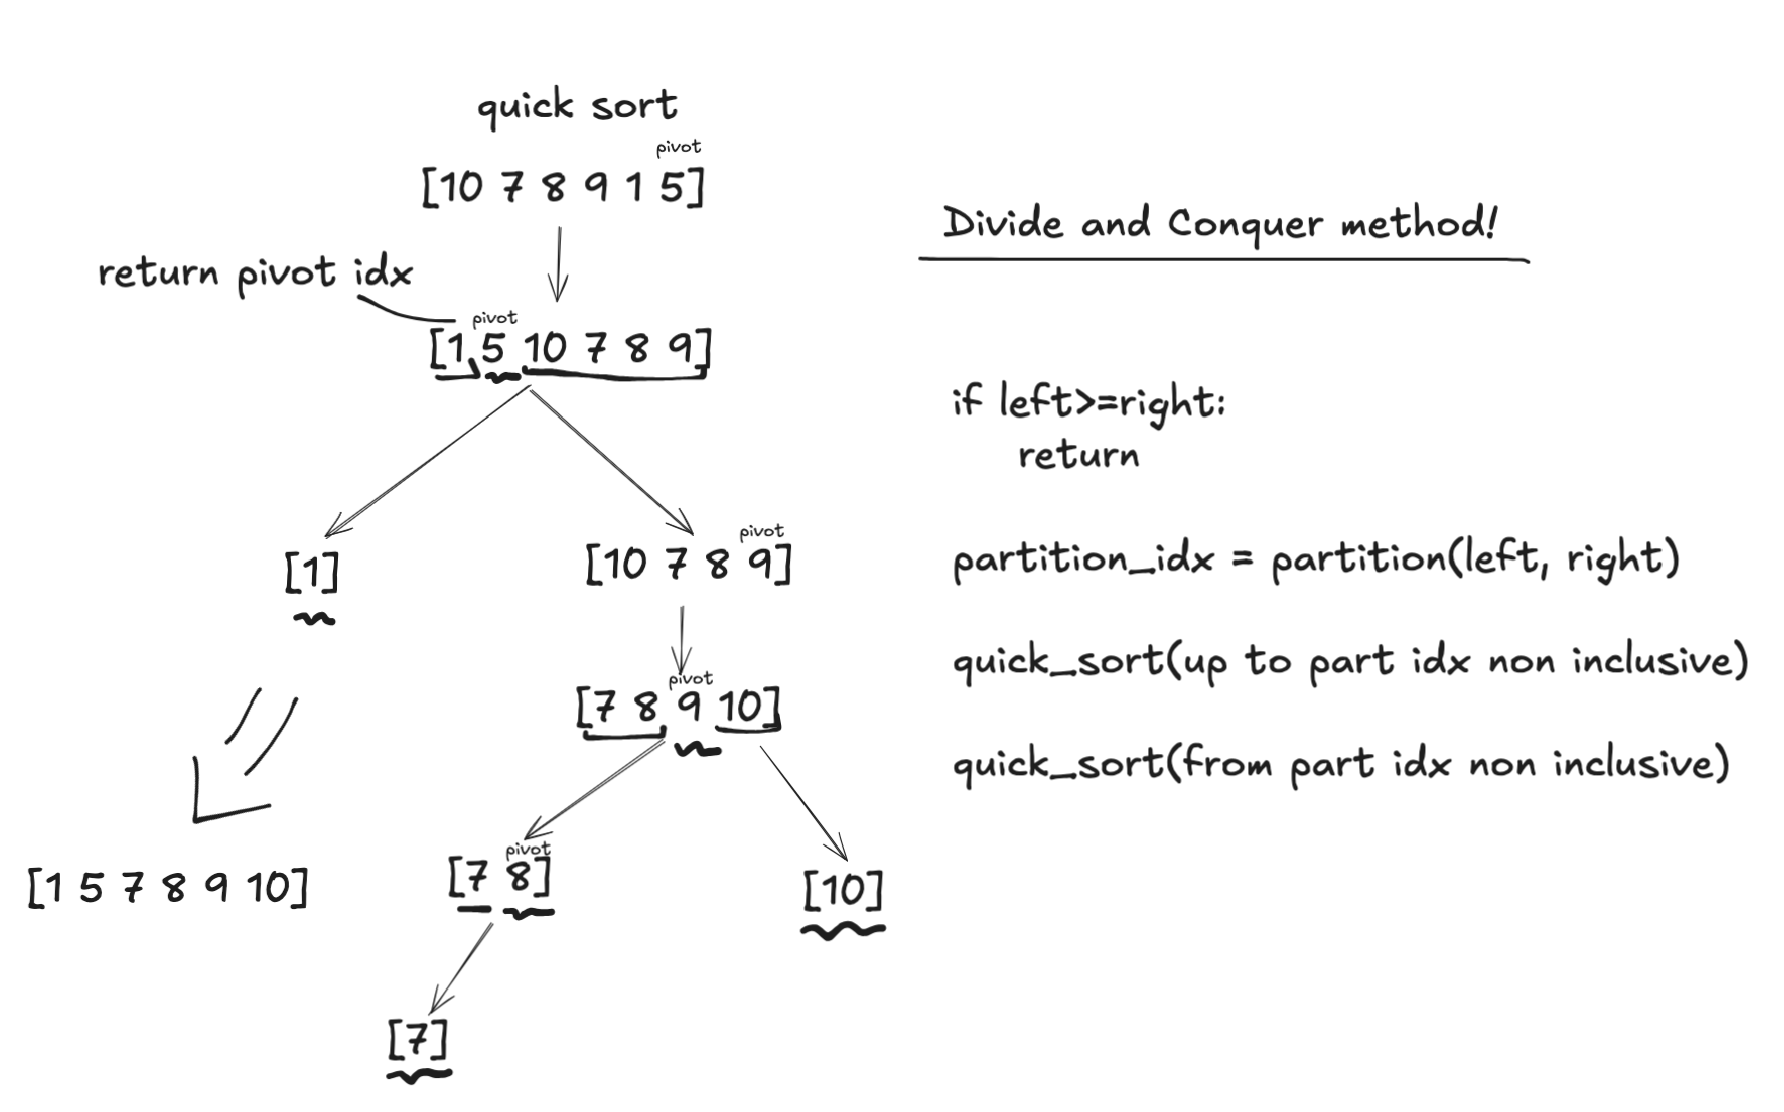 quick sort
pivot
[10 7 8 9 1 5]
return pivot idx
pivot
[1, 5 10 7 8 9]
[1]
pivot
[10 7 8 9]
pivot
[7 8 9 10]
pivot
[7 8]
[10]
[7]
[1 5 7 8 9 10]
Divide and Conquer method!
if left>=right:
return
partition_idx = partition(left, right)
quick_sort(up to part idx non inclusive)
quick_sort(from part idx non inclusive)